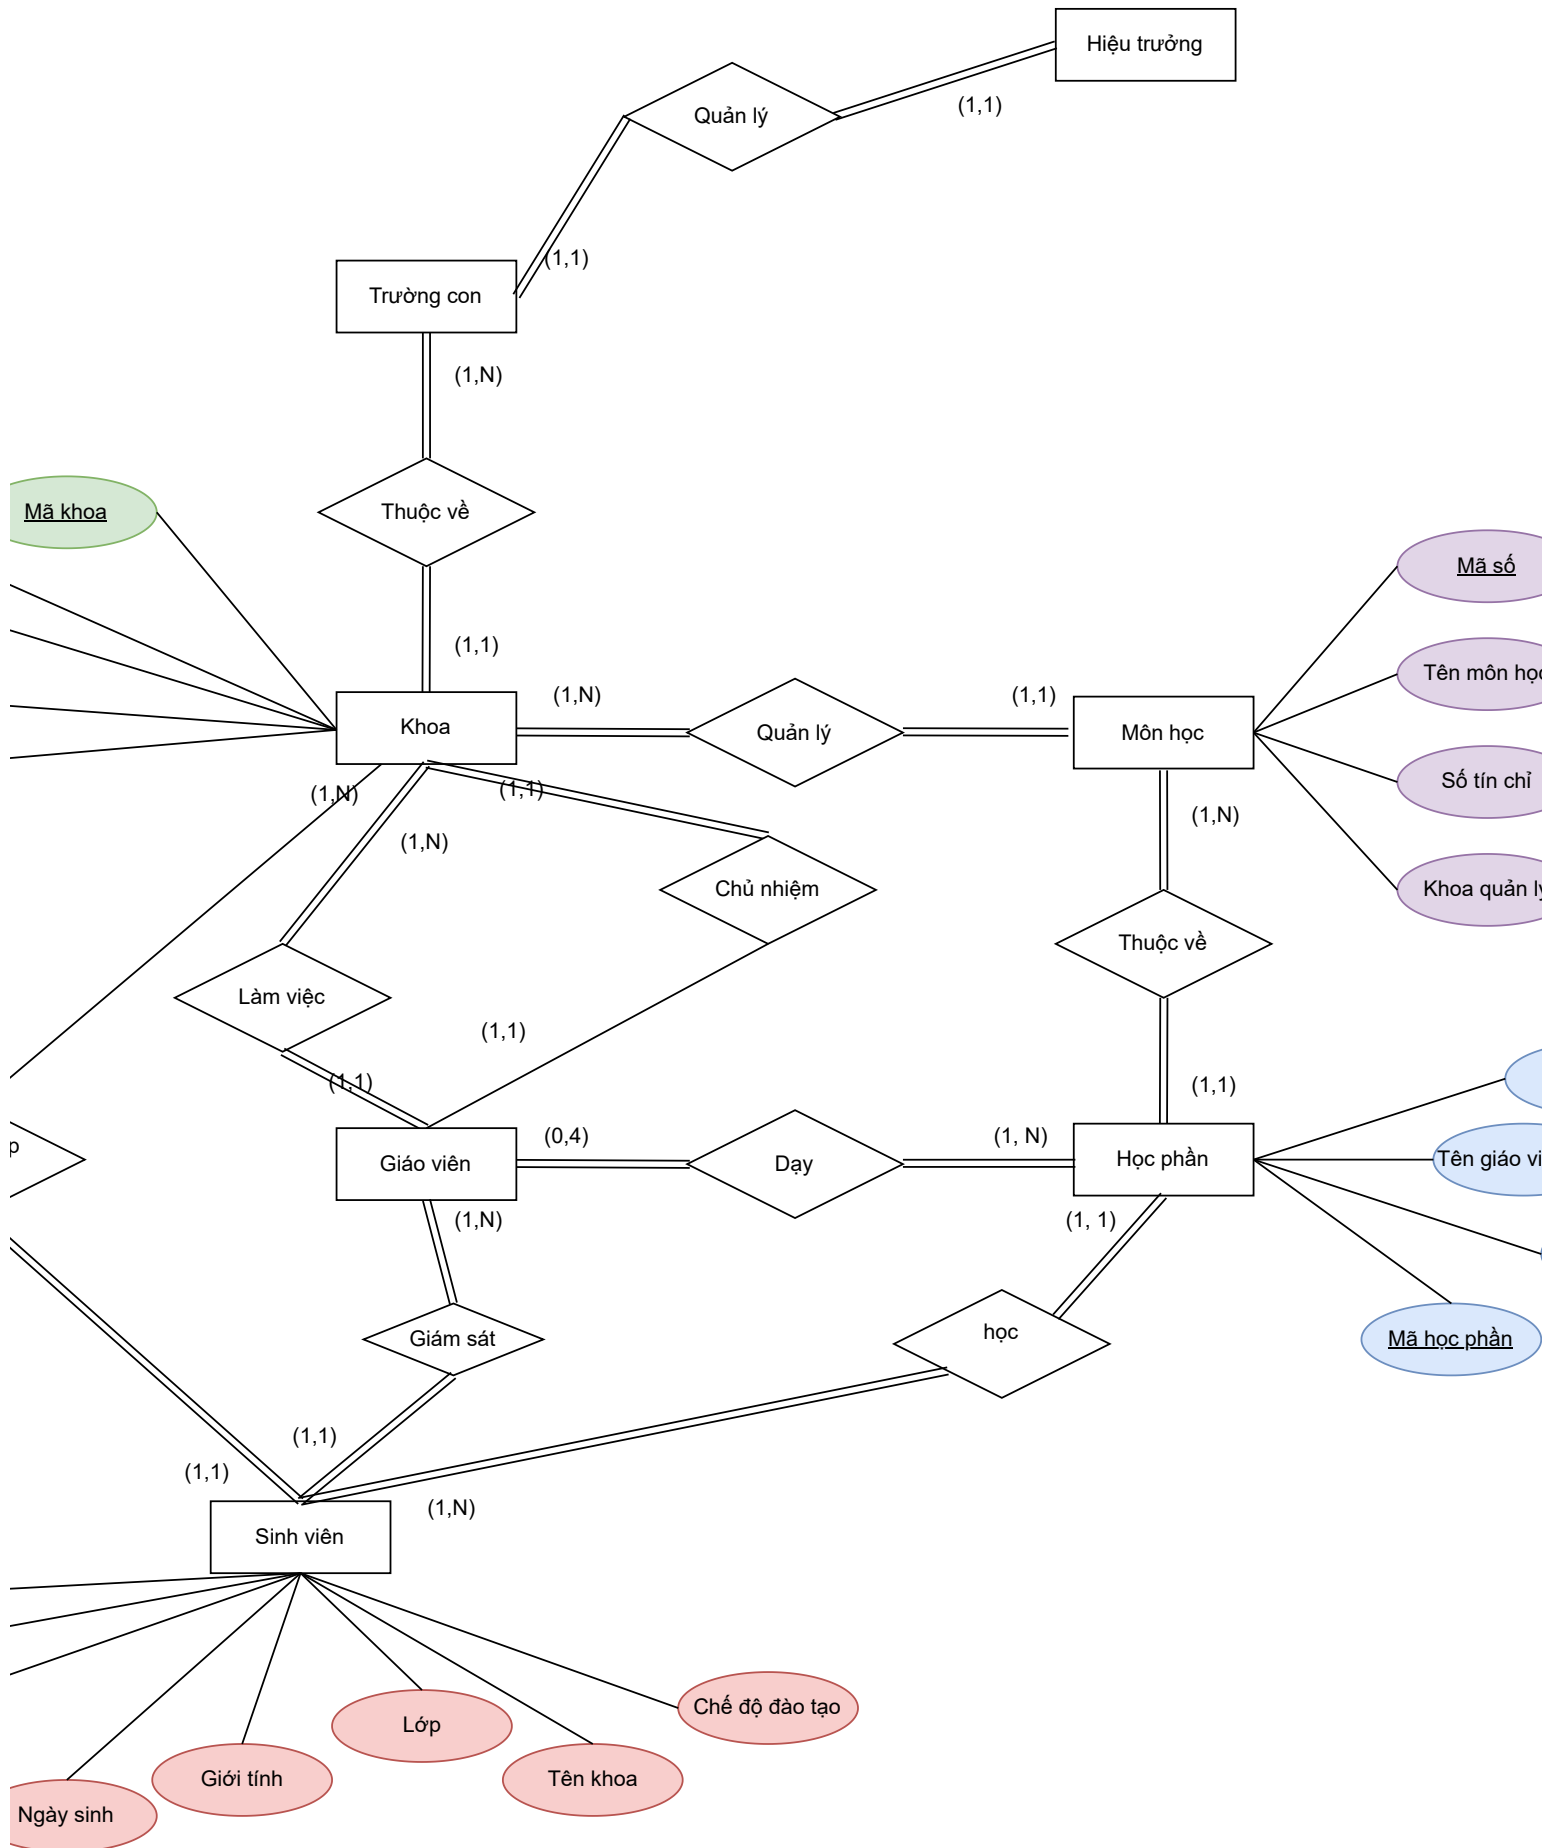 Hiệu trưởng
Quản lý
(1,1)
(1,1)
Trường con
(1,N)
Thuộc về
Mã khoa
(1,1)
Mã số
Tên môn học
Khoa
(1,N)
Quản lý
(1,1)
Môn học
Số tín chỉ
(1,N)
(1,1)
(1,N)
(1,N)
Chủ nhiệm
Khoa quản lý
Thuộc về
Làm việc
(1,1)
(1,1)
(1,1)
Giáo viên
(0,4)
Dạy
(1, N)
Học phần
Tên giáo vi
p
(1,N)
(1, 1)
Giám sát
học
Mã học phần
(1,1)
(1,1)
(1,N)
Sinh viên
Chế độ đào tạo
Lớp
Giới tính
Tên khoa
Ngày sinh